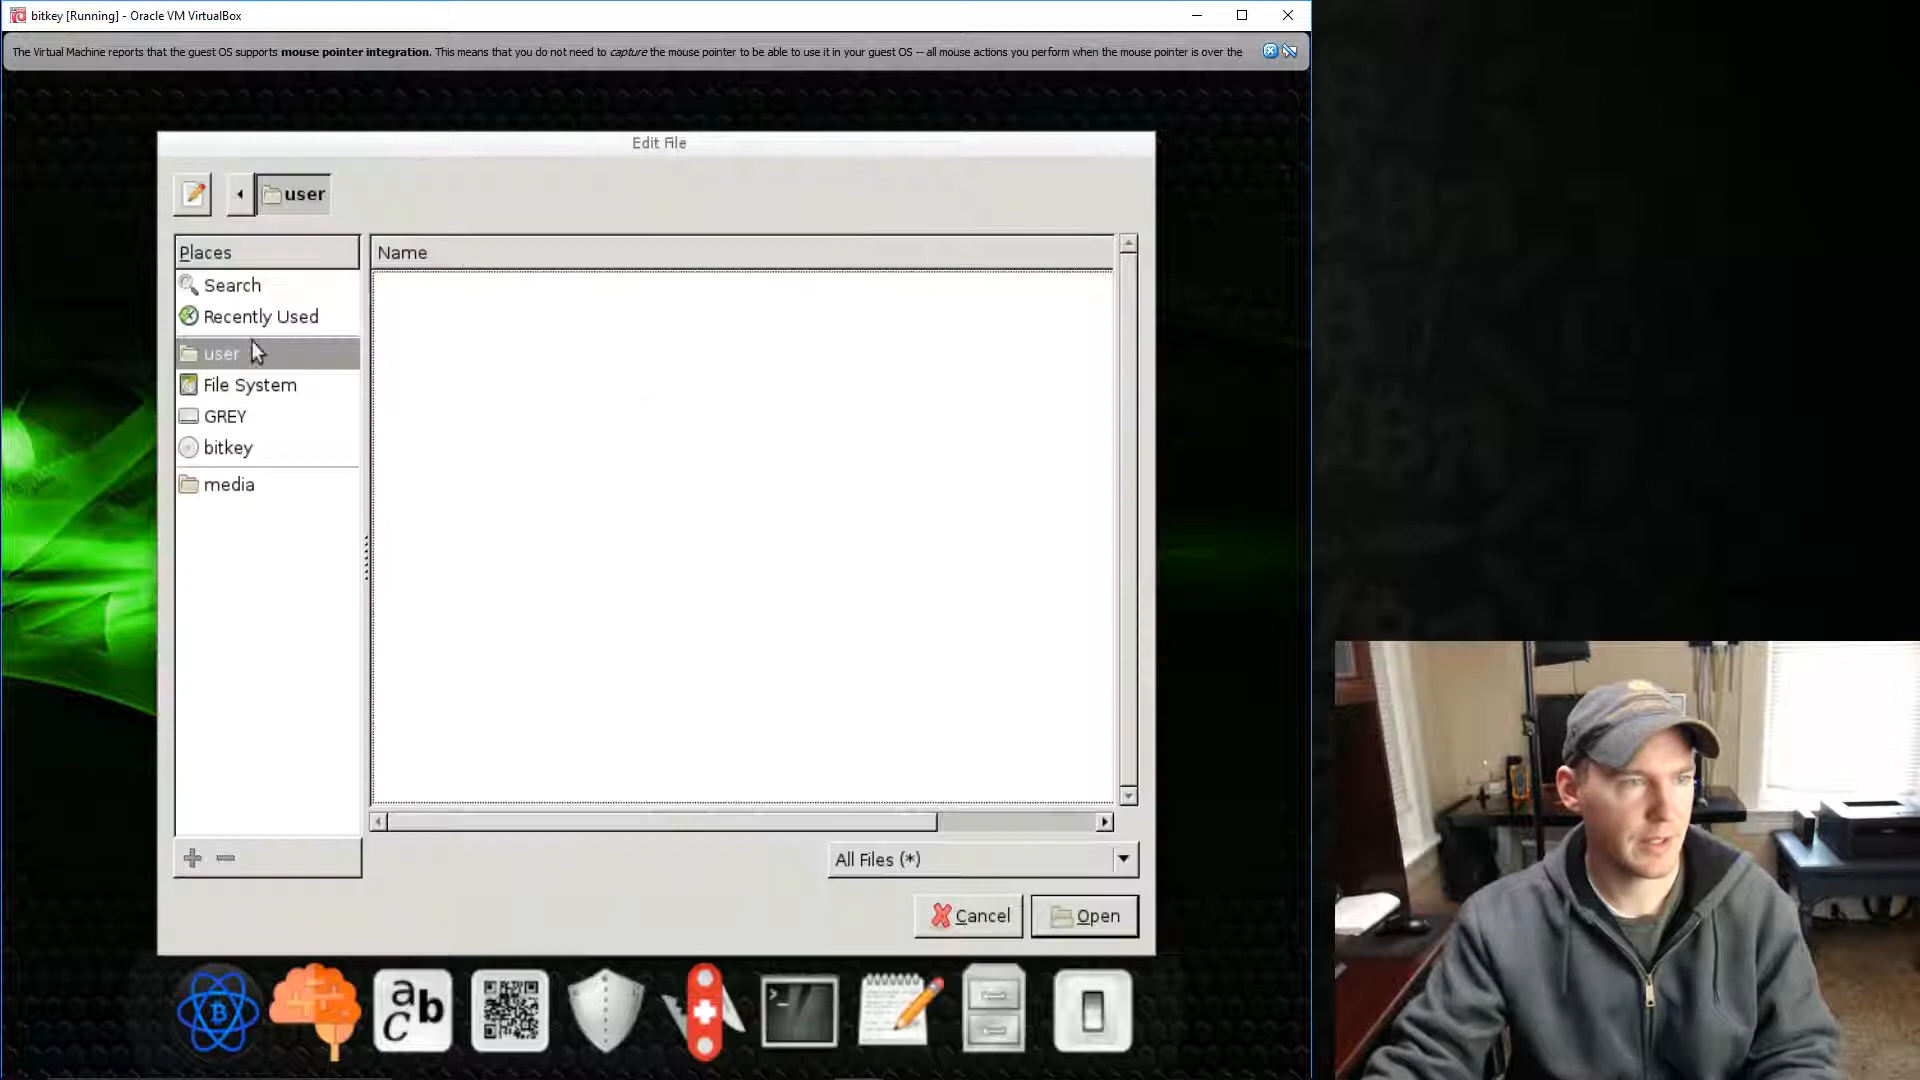 bitkey [Running] - Oracle VM VirtualBox
The Virtual Machine reports that the guest OS supports mouse pointer integration. This means that you do not need to capture the mouse pointer to be able to use it in your guest OS -- all mouse actions you perform when the mouse pointer is over the
Edit File
user
Places
Name
Search
Recently Used
user
File System
GREY
bitkey
media
All Files (*)
Cancel
Open
ab
c
>_